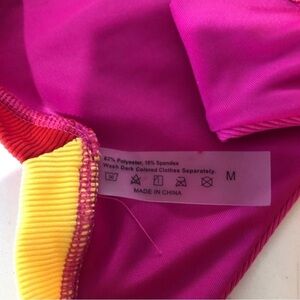 82% Polyester, 18% Spandex
Wash Dark Colored Clothes Separately.
M
MADE IN CHINA